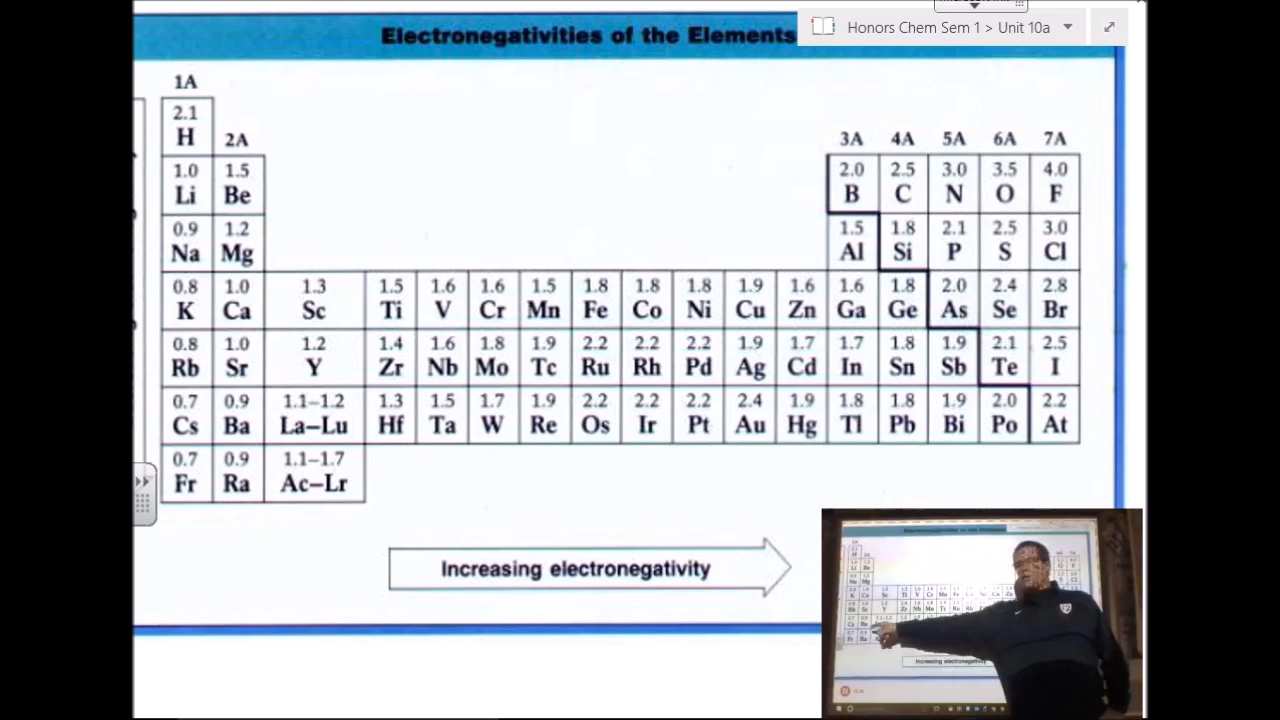 Honors Chem Sem 1 > Unit 10a
Electronegativities of the Elements
1A
2.1
H 2A 3A 4A 5A 6A 7A
1.0 1.5 2.0 2.5 3.0 3.5 4.0
Li Be B C N O F
0.9 1.2 1.5 1.8 2.1 2.5 3.0
Na Mg Al Si P S Cl
0.8 1.0 1.3 1.5 1.6 1.6 1.5 1.8 1.8 1.8 1.9 1.6 1.6 1.8 2.0 2.4 2.8
K Ca Sc Ti V Cr Mn Fe Co Ni Cu Zn Ga Ge As Se Br
0.8 1.0 1.2 1.4 1.6 1.8 1.9 2.2 2.2 2.2 1.9 1.7 1.7 1.8 1.9 2.1 2.5
Rb Sr Y Zr Nb Mo Tc Ru Rh Pd Ag Cd In Sn Sb Te I
0.7 0.9 1.1–1.2 1.3 1.5 1.7 1.9 2.2 2.2 2.2 2.4 1.9 1.8 1.8 1.9 2.0 2.2
Cs Ba La–Lu Hf Ta W Re Os Ir Pt Au Hg Tl Pb Bi Po At
0.7 0.9 1.1–1.7
Fr Ra Ac–Lr
Increasing electronegativity